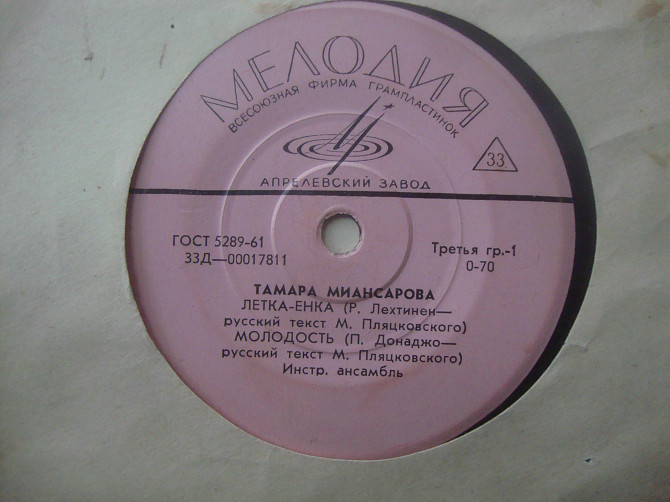 МЕЛОДИЯ
ВСЕСОЮЗНАЯ ФИРМА ГРАМПЛАСТИНОК
33
АПРЕЛЕВСКИЙ ЗАВОД
ГОСТ 5289-61
33Д—00017811
Третья гр.-1
0-70
ТАМАРА МИАНСАРОВА
ЛЕТКА-ЕНКА (Р. Лехтинен—
русский текст М. Пляцковского)
МОЛОДОСТЬ (П. Донаджо—
русский текст М. Пляцковского)
Инстр. ансамбль